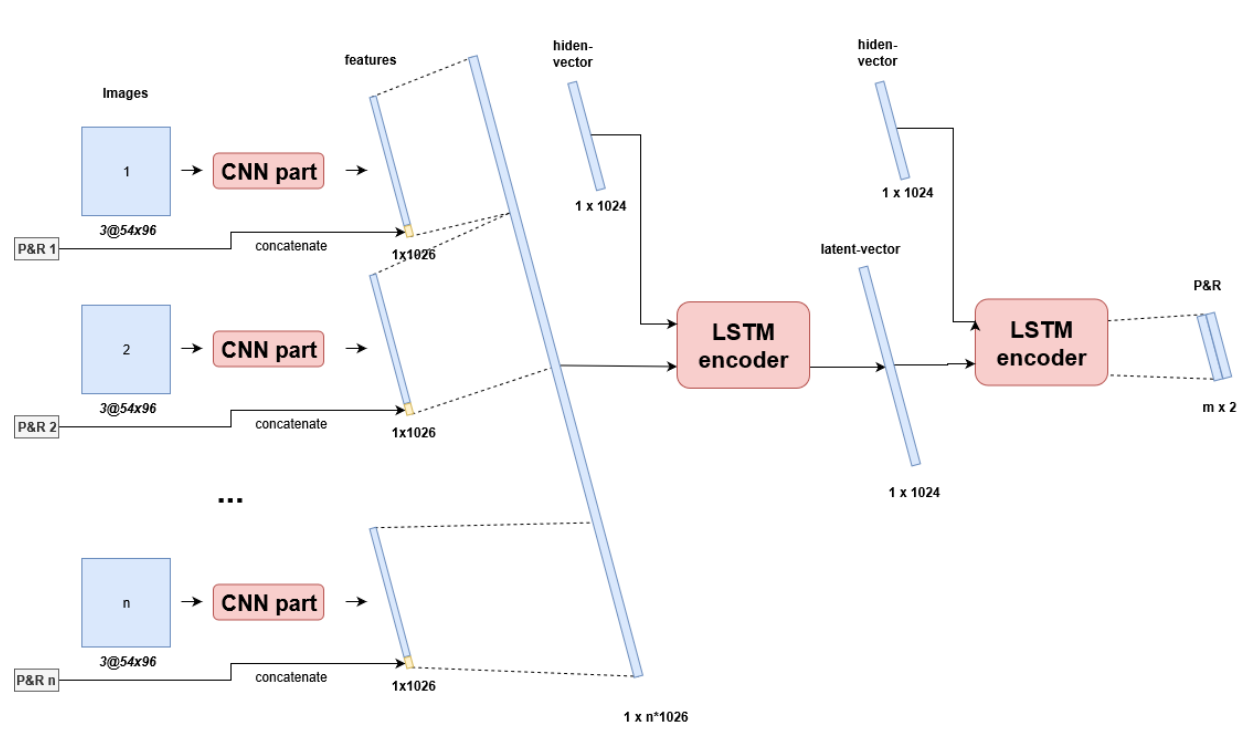 hiden-
vector
hiden-
vector
features
Images
1
CNN part
3@54x96
P&R 1
concatenate
1x1026
1 x 1024
1 x 1024
latent-vector
P&R
2
CNN part
3@54x96
P&R 2
concatenate
1x1026
LSTM
encoder
LSTM
encoder
m x 2
1 x 1024
...
n
CNN part
3@54x96
P&R n
concatenate
1x1026
1 x n*1026